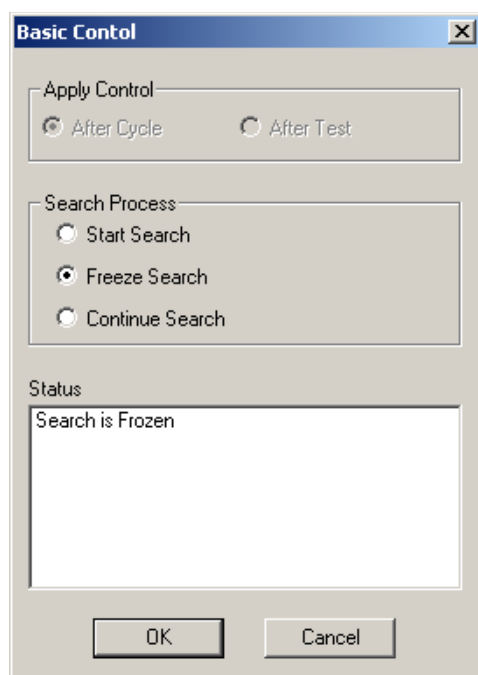 Basic Contol
Apply Control
After Cycle After Test
Search Process
Start Search
Freeze Search
Continue Search
Status
Search is Frozen
OK Cancel